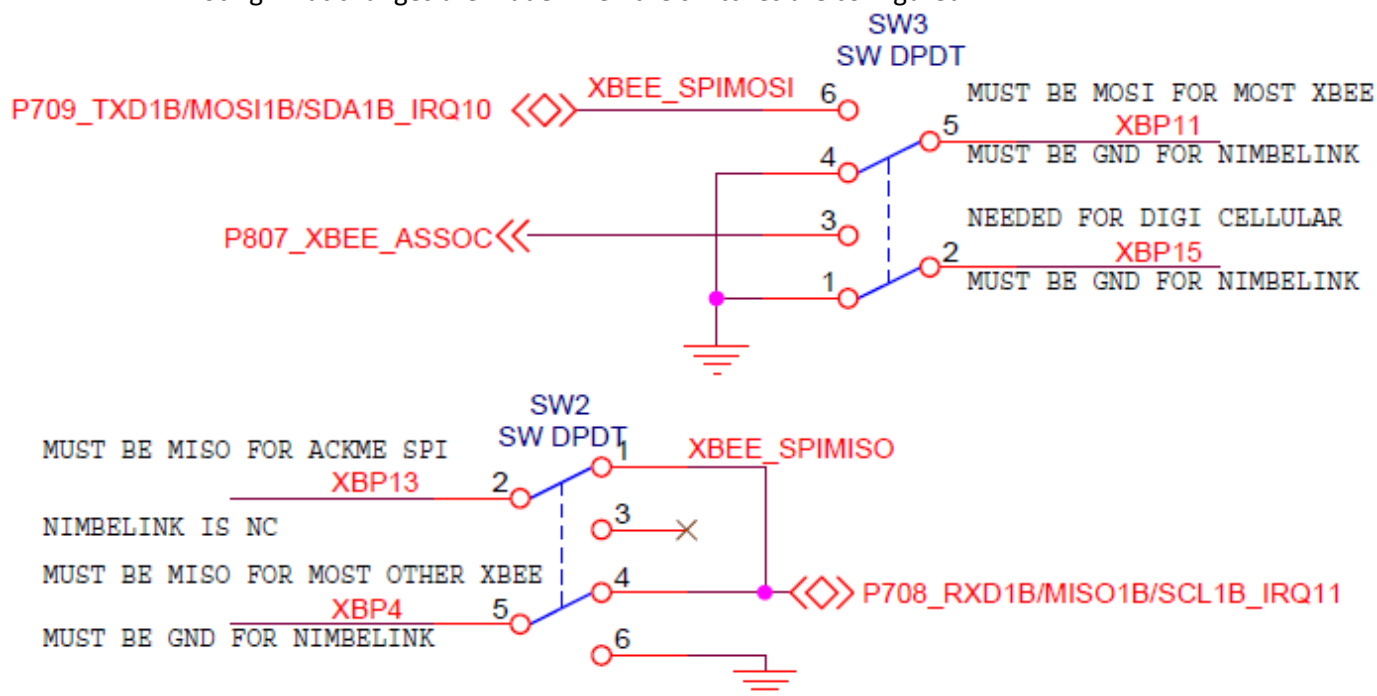 SW3
SW DPDT
XBEE_SPIMOSI
6
MUST BE MOSI FOR MOST XBEE
P709_TXD1B/MOSI1B/SDA1B_IRQ10
5
XBP11
4
MUST BE GND FOR NIMBELINK
3
NEEDED FOR DIGI CELLULAR
P807_XBEE_ASSOC
2
XBP15
1
MUST BE GND FOR NIMBELINK
SW2
SW DPDT
1
XBEE_SPIMISO
MUST BE MISO FOR ACKME SPI
XBP13
2
3
NIMBELINK IS NC
MUST BE MISO FOR MOST OTHER XBEE
4
P708_RXD1B/MISO1B/SCL1B_IRQ11
XBP4
5
MUST BE GND FOR NIMBELINK
6